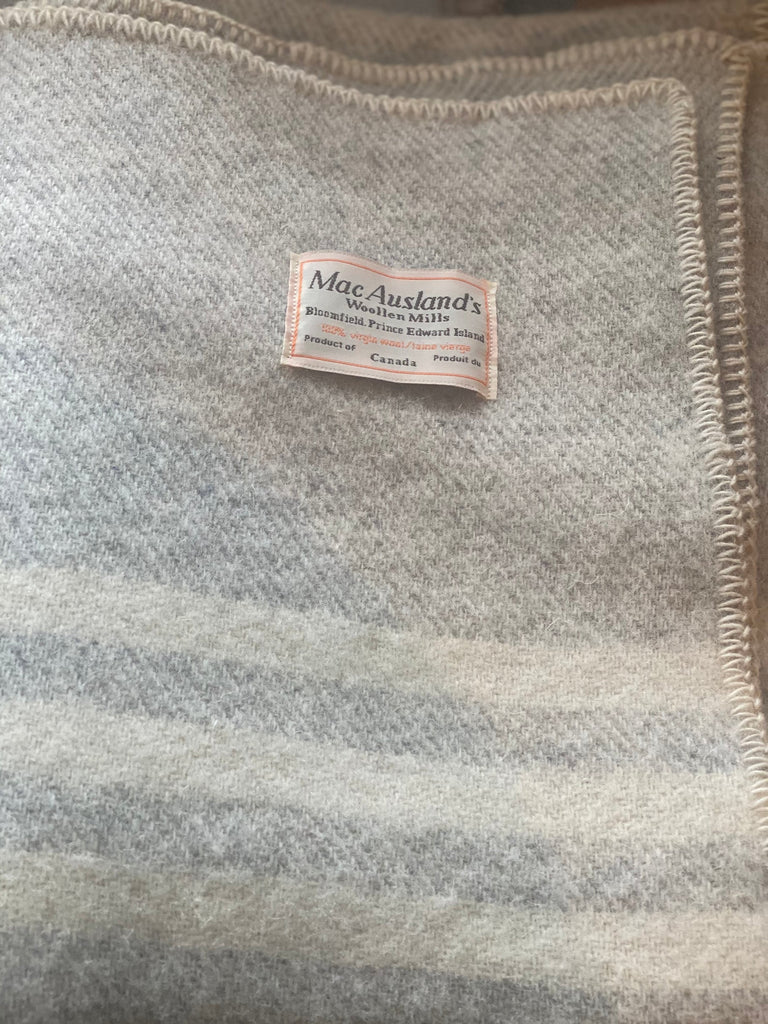 MacAusland's
Woollen Mills
Bloomfield, Prince Edward Island
100% virgin wool/laine vierge
Product of Produit du
Canada